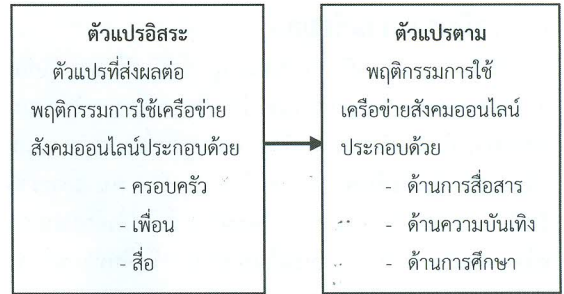 ตัวแปรอิสระ
ตัวแปรที่ส่งผลต่อ
พฤติกรรมการใช้เครือข่าย
สังคมออนไลน์ประกอบด้วย
- ครอบครัว
- เพื่อน
- สื่อ
ตัวแปรตาม
พฤติกรรมการใช้
เครือข่ายสังคมออนไลน์
ประกอบด้วย
- ด้านการสื่อสาร
- ด้านความบันเทิง
- ด้านการศึกษา